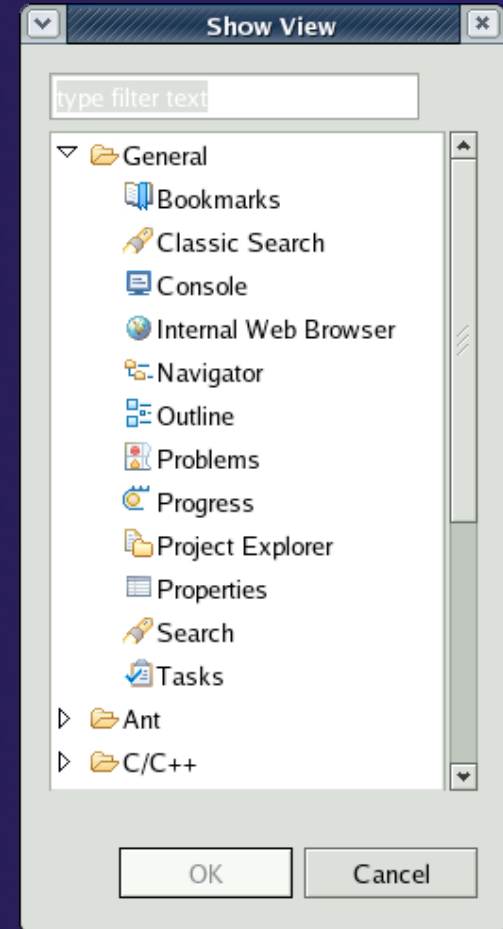 Show View
type filter text
General
Bookmarks
Classic Search
Console
Internal Web Browser
Navigator
Outline
Problems
Progress
Project Explorer
Properties
Search
Tasks
Ant
C/C++
OK Cancel